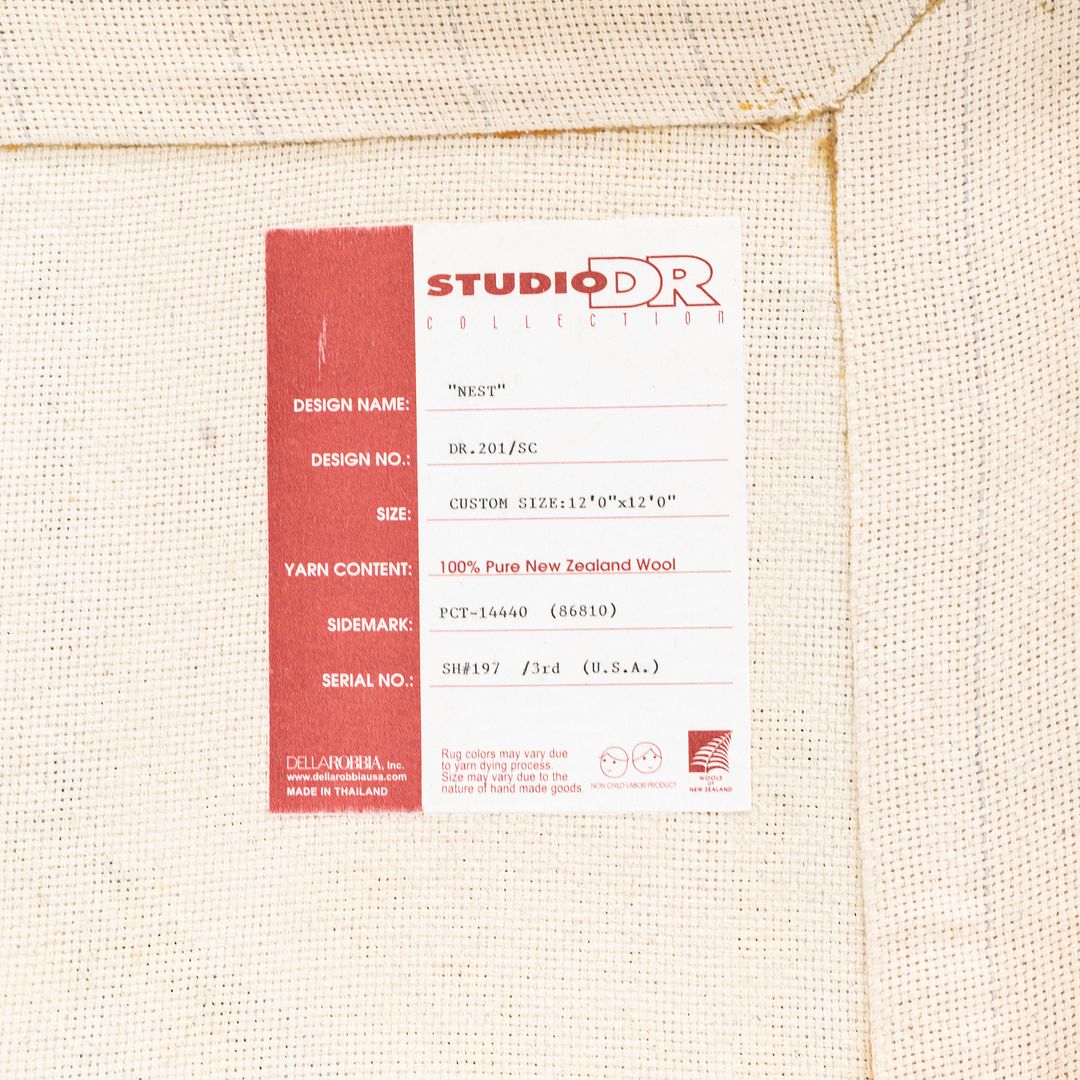 STUDIO DR
COLLECTION
DESIGN NAME: "NEST"
DESIGN NO.: DR.201/SC
SIZE: CUSTOM SIZE:12'0"x12'0"
YARN CONTENT: 100% Pure New Zealand Wool
SIDEMARK: PCT-14440 (86810)
SERIAL NO.: SH#197 /3rd (U.S.A.)
DELLAROBBIA, Inc.
www.dellarobbiausa.com
MADE IN THAILAND
Rug colors may vary due
to yarn dying process.
Size may vary due to the
nature of hand made goods
NON CHILD LABOR PRODUCT
WOOLS
of
NEW ZEALAND